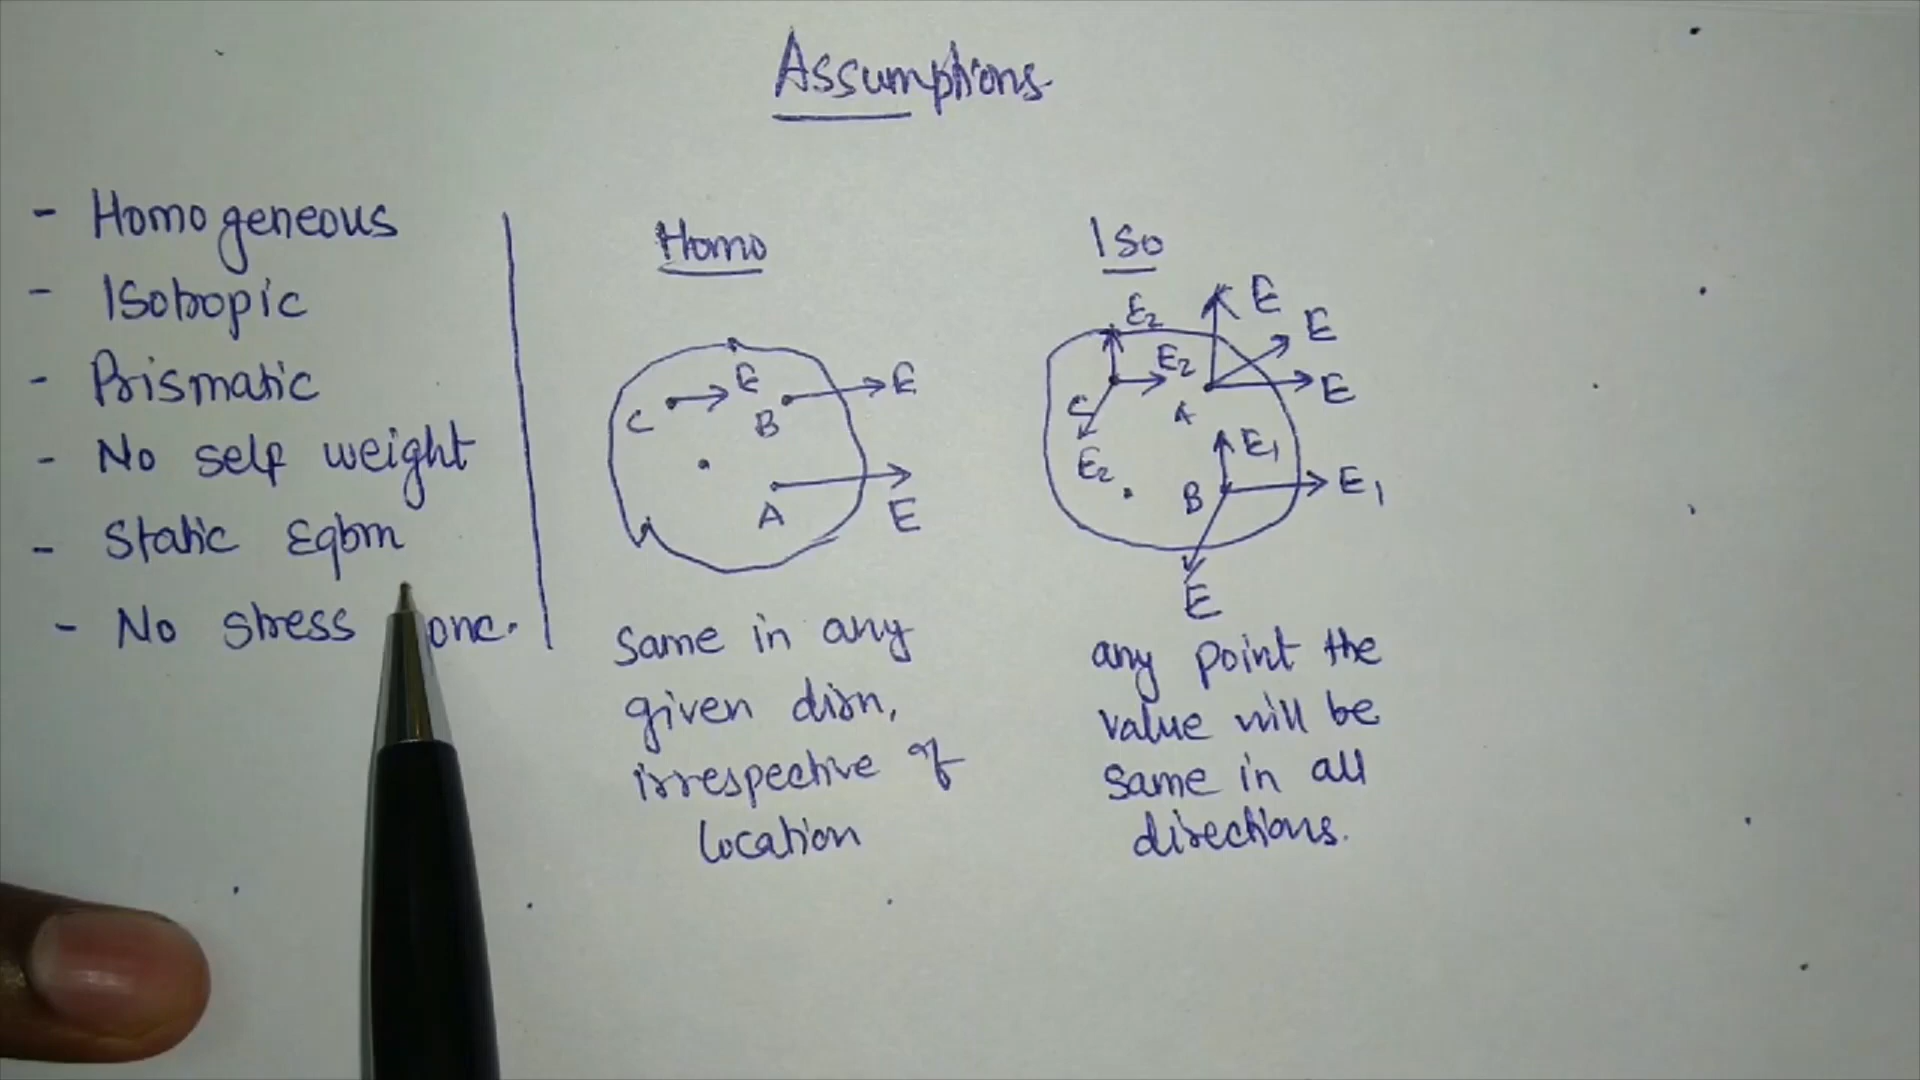 Assumptions
- Homogeneous
- Isotropic
- Prismatic
- No self weight
- Static Eqbm
- No stress conc.
Homo
C E
B E
A E
same in any
given dirn,
irrespective of
location
Iso
E2 E
E2 E
E
C A
E2 E1
B E1
E
any point the
value will be
same in all
directions.